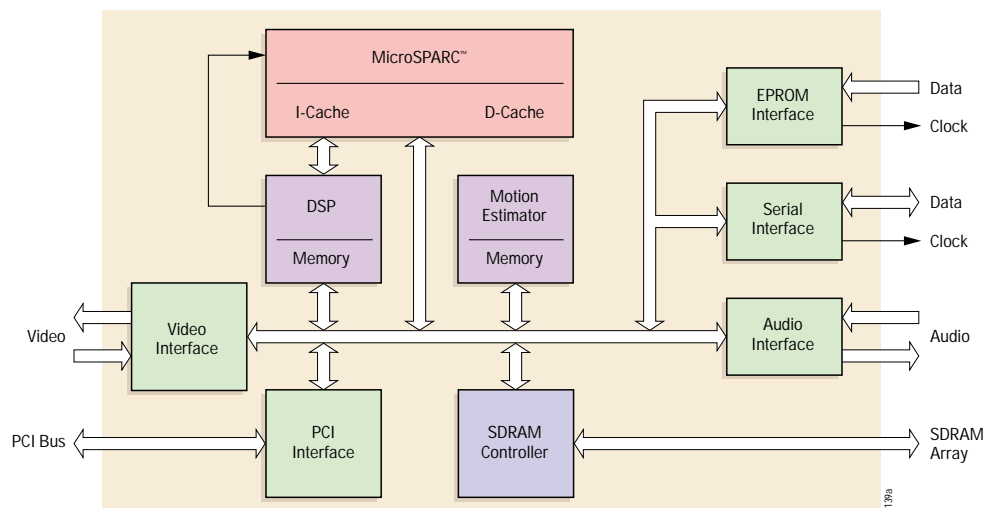 MicroSPARC™
I-Cache
D-Cache
EPROM
Interface
Data
Clock
DSP
Memory
Motion
Estimator
Memory
Serial
Interface
Data
Clock
Video
Video
Interface
Audio
Interface
Audio
PCI Bus
PCI
Interface
SDRAM
Controller
SDRAM
Array
139a